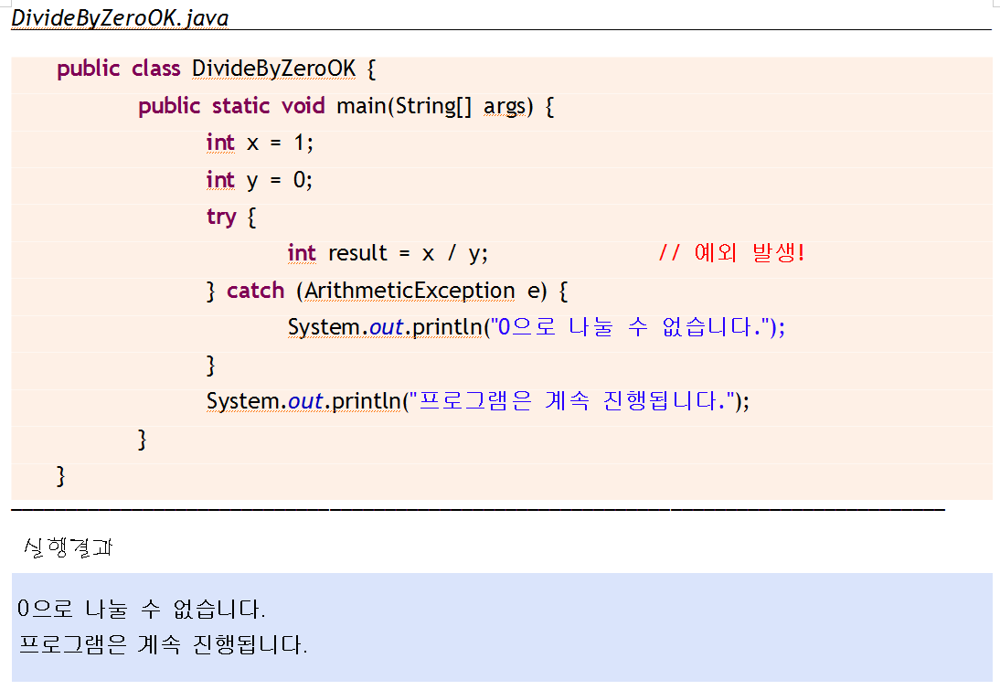 DivideByZeroOK.java
public class DivideByZeroOK {
public static void main(String[] args) {
int x = 1;
int y = 0;
try {
int result = x / y; // 예외 발생!
} catch (ArithmeticException e) {
System.out.println("0으로 나눌 수 없습니다.");
}
System.out.println("프로그램은 계속 진행됩니다.");
}
}
실행결과
0으로 나눌 수 없습니다.
프로그램은 계속 진행됩니다.